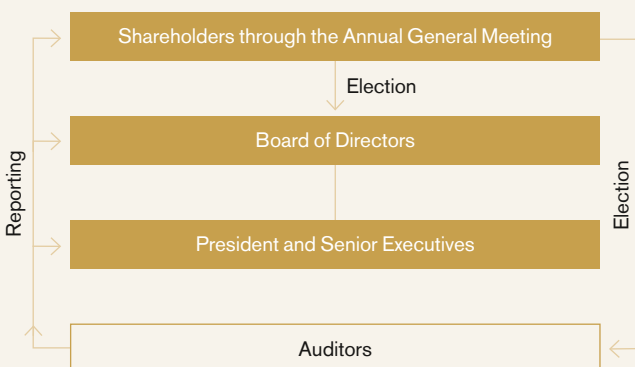 Shareholders through the Annual General Meeting
Election
Board of Directors
Reporting
Election
President and Senior Executives
Auditors